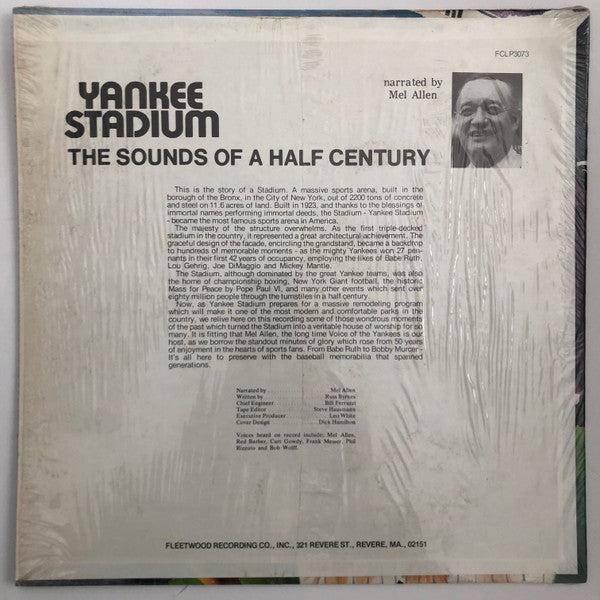 FCLP3073
narrated by
Mel Allen
YANKEE
STADIUM
THE SOUNDS OF A HALF CENTURY
This is the story of a Stadium. A massive sports arena, built in the
borough of the Bronx, in the City of New York, out of 2200 tons of concrete
and steel on 11.6 acres of land. Built in 1923, and thanks to the blessings of
immortal names performing immortal deeds, the Stadium - Yankee Stadium
- became the most famous sports arena in America.
The majesty of the structure overwhelms. As the first triple-decked
stadium in the country, it represented a great architectural achievement. The
graceful design of the facade, encircling the grandstand, became a backdrop
to hundreds of memorable moments - as the mighty Yankees won 27 pen-
nants in their first 42 years of occupancy, employing the likes of Babe Ruth,
Lou Gehrig, Joe DiMaggio and Mickey Mantle.
The Stadium, although dominated by the great Yankee teams, was also
the home of championship boxing, New York Giant football, the historic
Mass for Peace by Pope Paul VI, and many other events which sent over
eighty million people through the turnstiles in a half century.
Now, as Yankee Stadium prepares for a massive remodeling program
which will make it one of the most modern and comfortable parks in the
country, we relive here on this recording some of those wondrous moments
of the past which turned the Stadium into a veritable house of worship for so
many. It is fitting that Mel Allen, the long time Voice of the Yankees is our
host, as we borrow the standout minutes of glory which rose from 50 years
of enjoyment in the hearts of sports fans. From Babe Ruth to Bobby Murcer -
It's all here to preserve with the baseball memorabilia that spanned
generations.
Narrated by . . . . . . . . . . Mel Allen
Written by . . . . . . . . . . Russ Byrnes
Chief Engineer . . . . . . . . . . Bill Ferruzzi
Tape Editor . . . . . . . . . . Steve Hausmann
Executive Producer . . . . . . . . . . Leo White
Cover Design . . . . . . . . . . Dick Hamilton
Voices heard on record include: Mel Allen,
Red Barber, Curt Gowdy, Frank Messer, Phil
Rizzuto and Bob Wolff.
FLEETWOOD RECORDING CO., INC., 321 REVERE ST., REVERE, MA., 02151